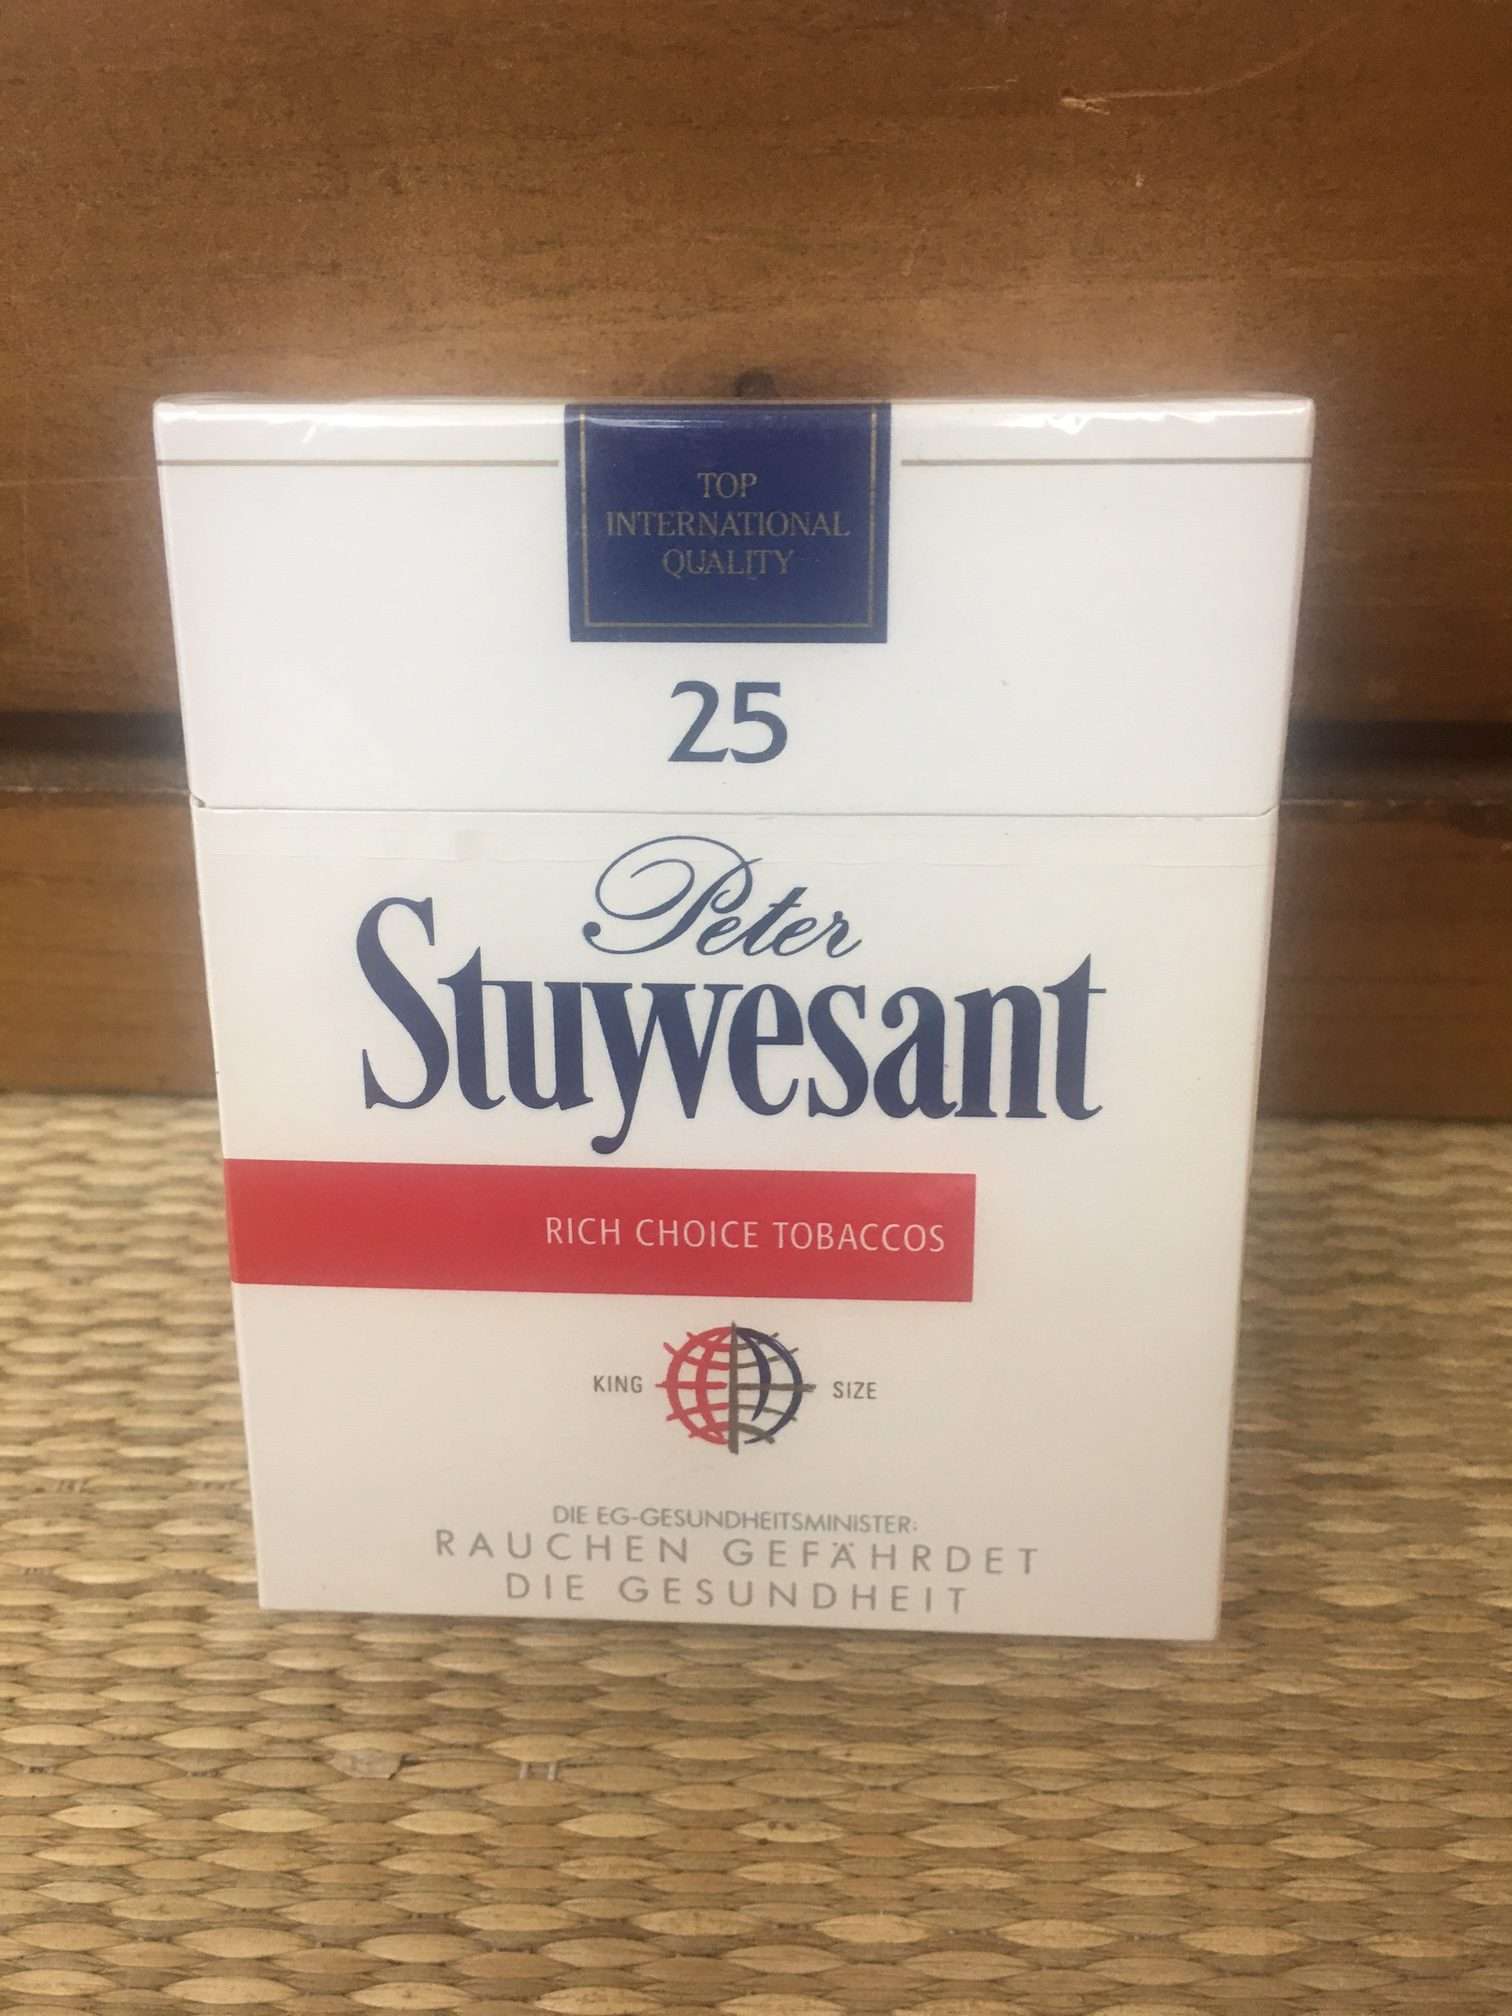 TOP
INTERNATIONAL
QUALITY
25
Peter
Stuyvesant
RICH CHOICE TOBACCOS
KING SIZE
DIE EG-GESUNDHEITSMINISTER:
RAUCHEN GEFÄHRDET
DIE GESUNDHEIT